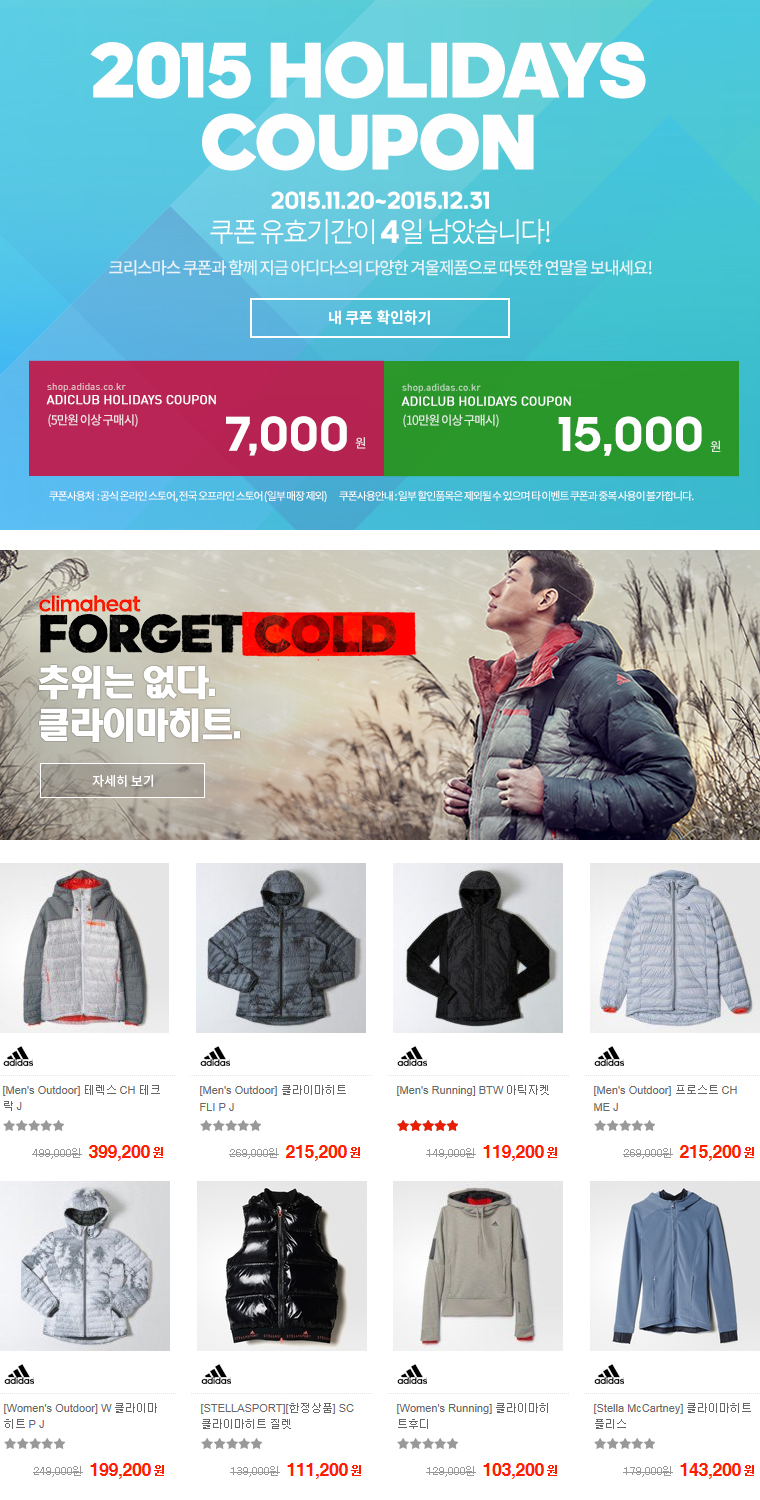 2015 HOLIDAYS
COUPON
2015.11.20~2015.12.31
쿠폰 유효기간이 4일 남았습니다!
크리스마스 쿠폰과 함께 지금 아디다스의 다양한 겨울제품으로 따뜻한 연말을 보내세요!
내 쿠폰 확인하기
shop.adidas.co.kr
ADICLUB HOLIDAYS COUPON
(5만원 이상 구매시)
7,000 원
shop.adidas.co.kr
ADICLUB HOLIDAYS COUPON
(10만원 이상 구매시)
15,000 원
쿠폰사용처 : 공식 온라인 스토어, 전국 오프라인 스토어 (일부 매장 제외) 쿠폰사용안내 : 일부 할인품목은 제외될 수 있으며 타 이벤트 쿠폰과 중복 사용이 불가합니다.
climaheat
FORGET COLD
추위는 없다.
클라이마히트.
자세히 보기
adidas
[Men's Outdoor] 테렉스 CH 테크
락 J
499,000원 399,200 원
adidas
[Men's Outdoor] 클라이마히트
FLI P J
269,000원 215,200 원
adidas
[Men's Running] BTW 아틱자켓
149,000원 119,200 원
adidas
[Men's Outdoor] 프로스트 CH
ME J
269,000원 215,200 원
adidas
[Women's Outdoor] W 클라이마
히트 P J
249,000원 199,200 원
STELLASPORT
adidas
[STELLASPORT][한정상품] SC
클라이마히트 질렛
139,000원 111,200 원
adidas
[Women's Running] 클라이마히
트후디
129,000원 103,200 원
adidas
[Stella McCartney] 클라이마히트
플리스
179,000원 143,200 원